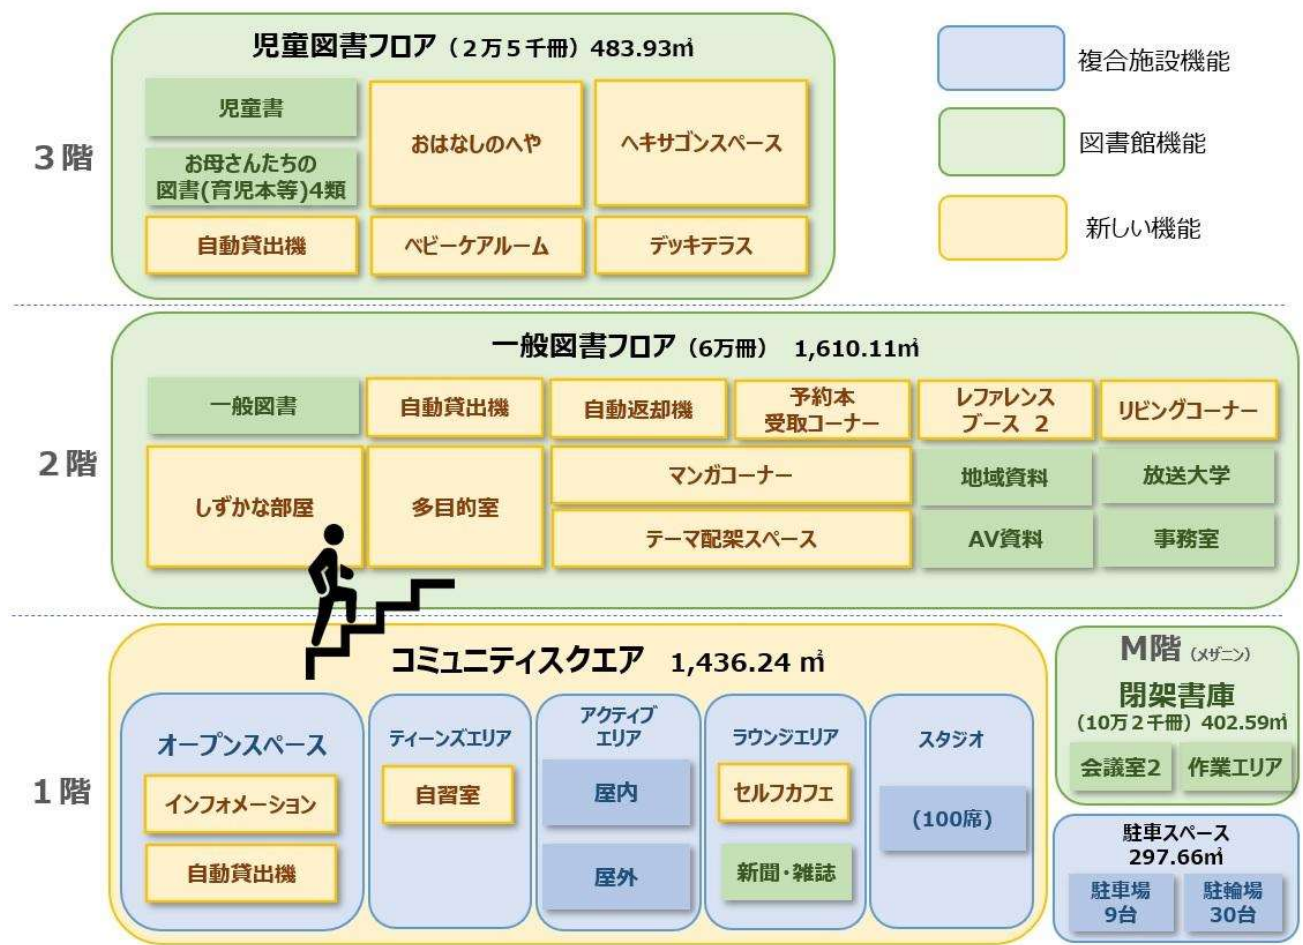 児童図書フロア（２万５千冊）483.93㎡
３階
児童書
お母さんたちの
図書(育児本等)4類
自動貸出機
おはなしのへや
ベビーケアルーム
ヘキサゴンスペース
デッキテラス
複合施設機能
図書館機能
新しい機能
一般図書フロア（6万冊） 1,610.11㎡
２階
一般図書
自動貸出機
自動返却機
予約本
受取コーナー
レファレンス
ブース 2
リビングコーナー
しずかな部屋
多目的室
マンガコーナー
テーマ配架スペース
地域資料
放送大学
AV資料
事務室
コミュニティスクエア 1,436.24 ㎡
１階
オープンスペース
インフォメーション
自動貸出機
ティーンズエリア
自習室
アクティブ
エリア
屋内
屋外
ラウンジエリア
セルフカフェ
新聞・雑誌
スタジオ
(100席)
M階（メザニン）
閉架書庫
(10万２千冊) 402.59㎡
会議室2
作業エリア
駐車スペース
297.66㎡
駐車場
9台
駐輪場
30台